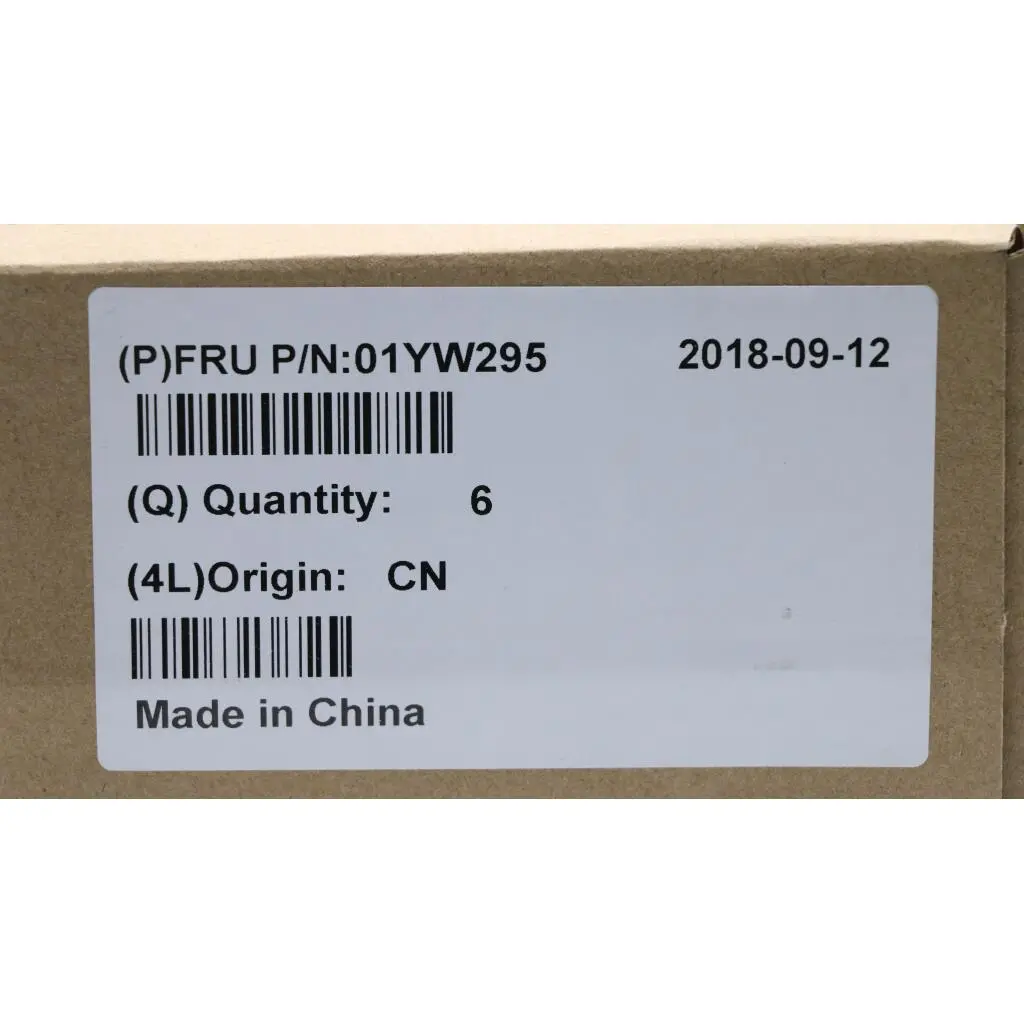 (P)FRU P/N:01YW295 2018-09-12
(Q) Quantity: 6
(4L)Origin: CN
Made in China